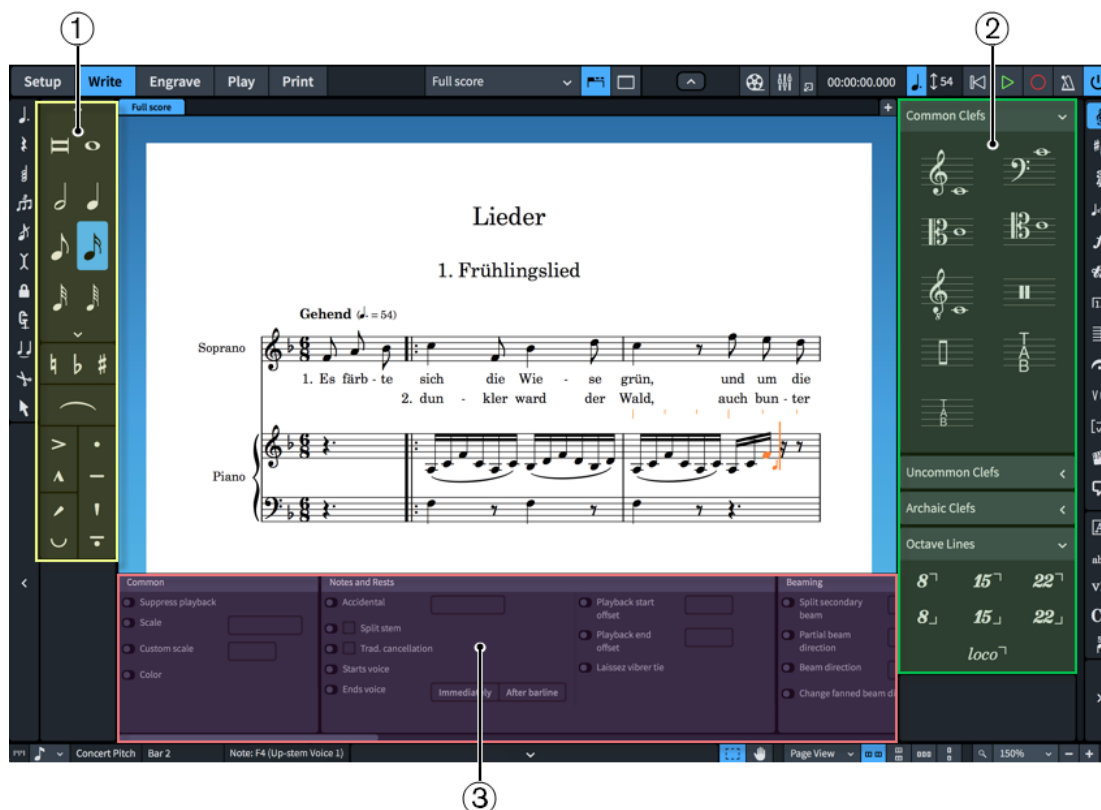 ① ②
Setup Write Engrave Play Print Full score 00:00:00.000 54
Full score
Common Clefs
Lieder
1. Frühlingslied
Gehend (♩. = 54)
Soprano
1. Es färb - te sich die Wie - se grün, und um die
2. dun - kler ward der Wald, auch bun - ter
Piano
T
A
B
T
A
B
Uncommon Clefs
Archaic Clefs
Octave Lines
8 15 22
8 15 22
loco
Common Notes and Rests Beaming
Suppress playback Accidental Playback start offset Split secondary beam
Scale Split stem Playback end offset Partial beam direction
Custom scale Trad. cancellation Laissez vibrer tie Beam direction
Color Starts voice Change fanned beam di
Ends voice Immediately After barline
Concert Pitch Bar 2 Note: F4 (Up-stem Voice 1) Page View 150%
③